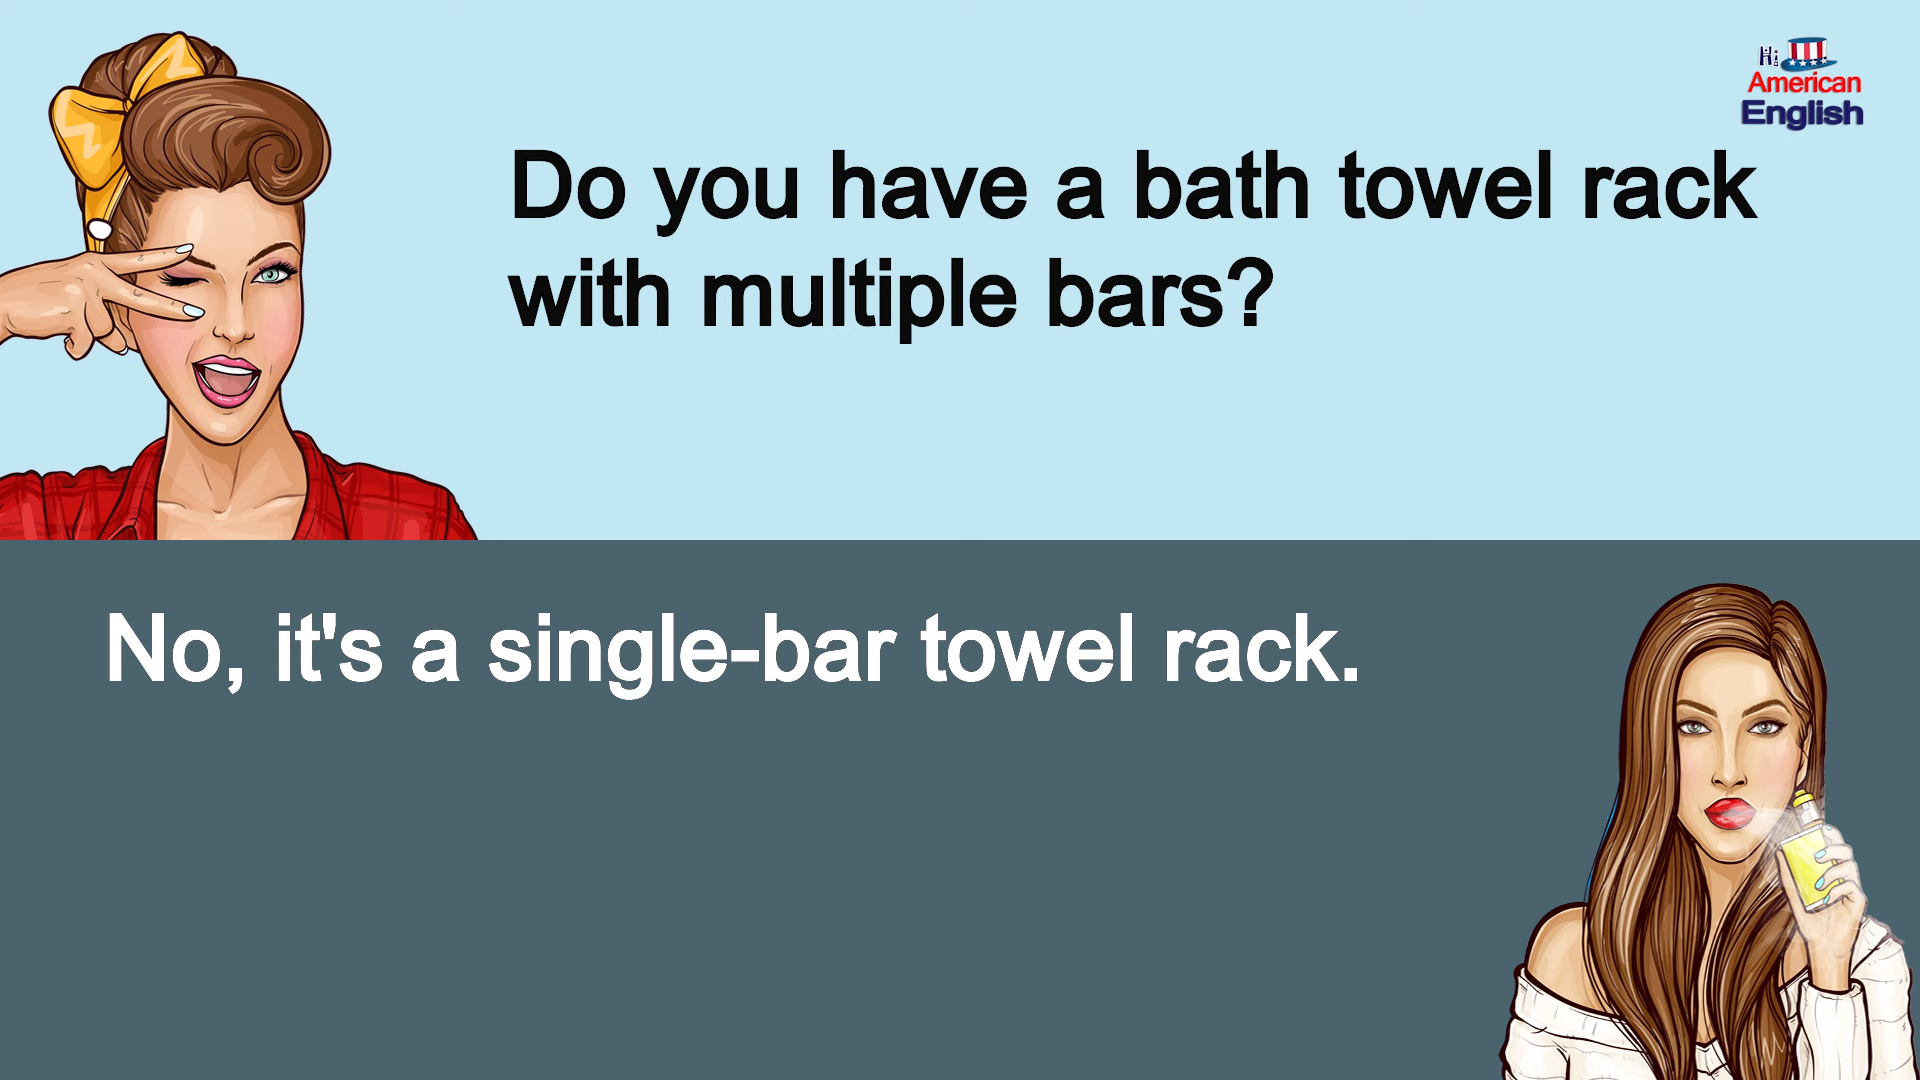 Hi
American
English
Do you have a bath towel rack
with multiple bars?
No, it's a single-bar towel rack.